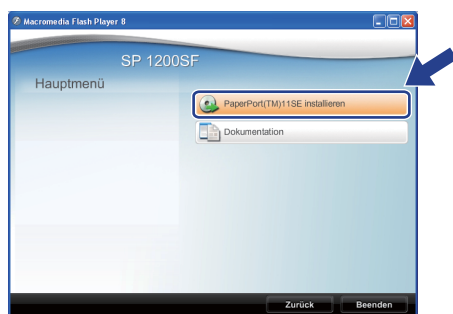 Macromedia Flash Player 8
SP 1200SF
Hauptmenü
PaperPort(TM)11SE installieren
Dokumentation
Zurück
Beenden